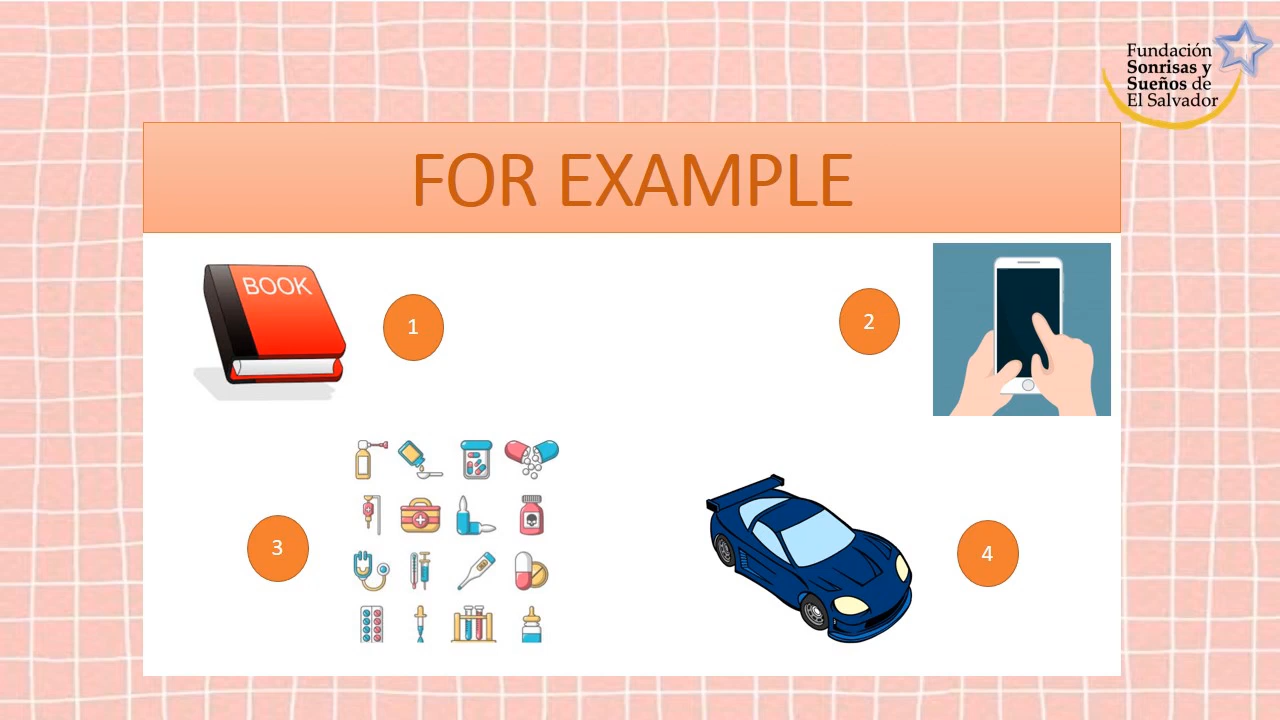 Fundación
Sonrisas y
Sueños de
El Salvador
FOR EXAMPLE
BOOK
1
2
3
4